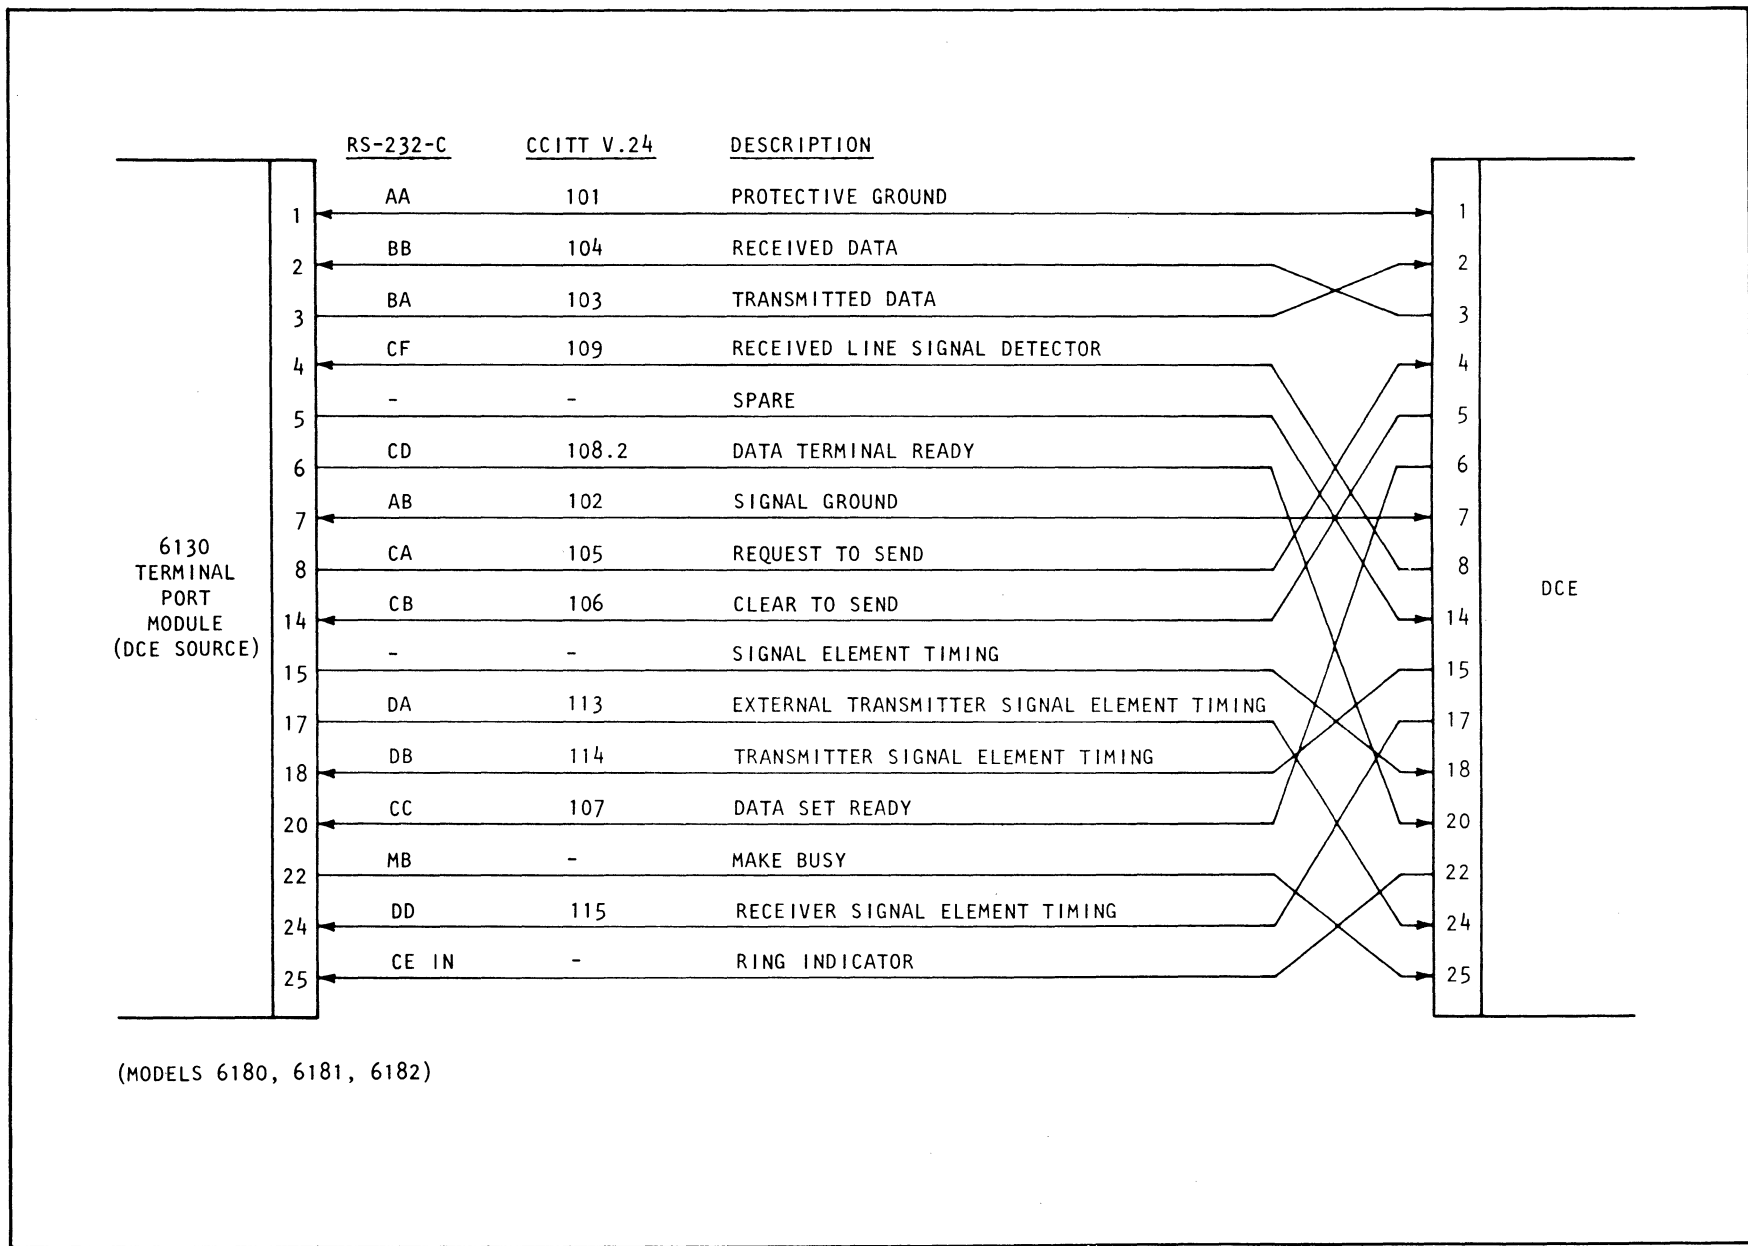 RS-232-C CCITT V.24 DESCRIPTION
AA 101 PROTECTIVE GROUND
1 1
BB 104 RECEIVED DATA
2 2
BA 103 TRANSMITTED DATA
3 3
CF 109 RECEIVED LINE SIGNAL DETECTOR
4 4
- - SPARE
5 5
CD 108.2 DATA TERMINAL READY
6 6
AB 102 SIGNAL GROUND
7 7
CA 105 REQUEST TO SEND
8 8
CB 106 CLEAR TO SEND
14 14
- - SIGNAL ELEMENT TIMING
15 15
DA 113 EXTERNAL TRANSMITTER SIGNAL ELEMENT TIMING
17 17
DB 114 TRANSMITTER SIGNAL ELEMENT TIMING
18 18
CC 107 DATA SET READY
20 20
MB - MAKE BUSY
22 22
DD 115 RECEIVER SIGNAL ELEMENT TIMING
24 24
CE IN - RING INDICATOR
25 25
6130
TERMINAL
PORT
MODULE
(DCE SOURCE)
DCE
(MODELS 6180, 6181, 6182)